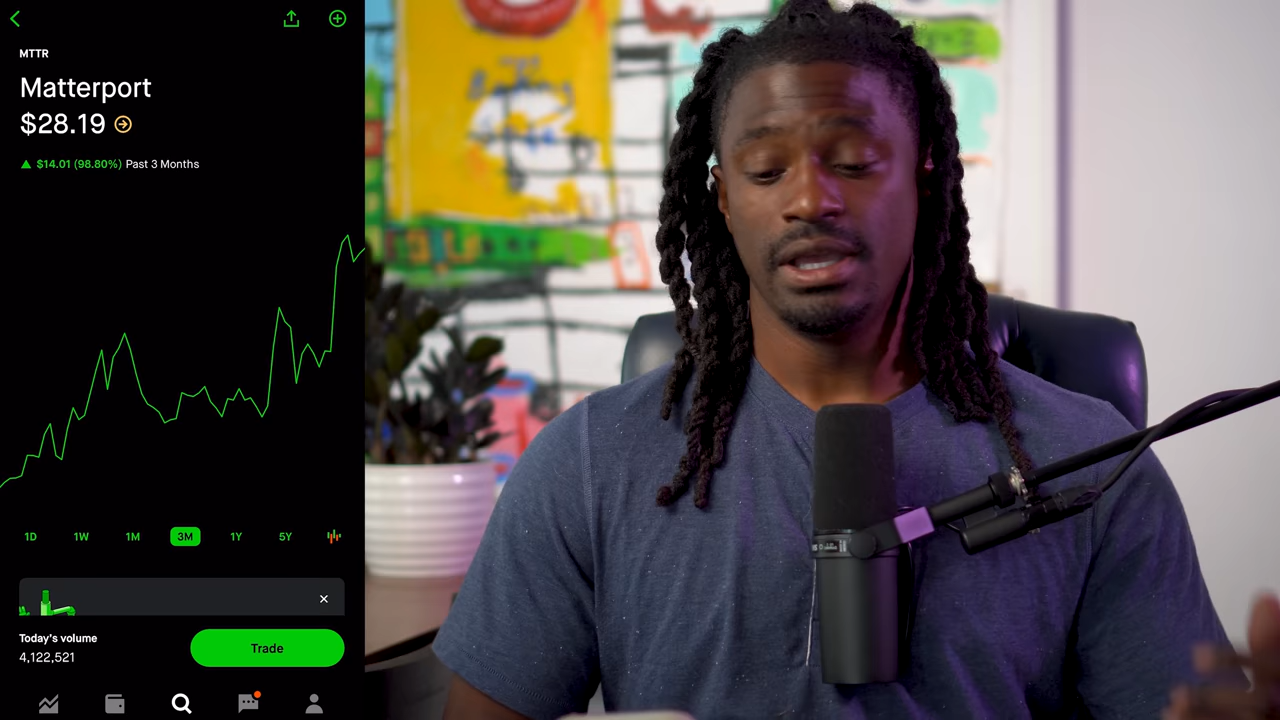 MTTR
Matterport
$28.19
$14.01 (98.80%) Past 3 Months
1D 1W 1M 3M 1Y 5Y
Today's volume
4,122,521
Trade